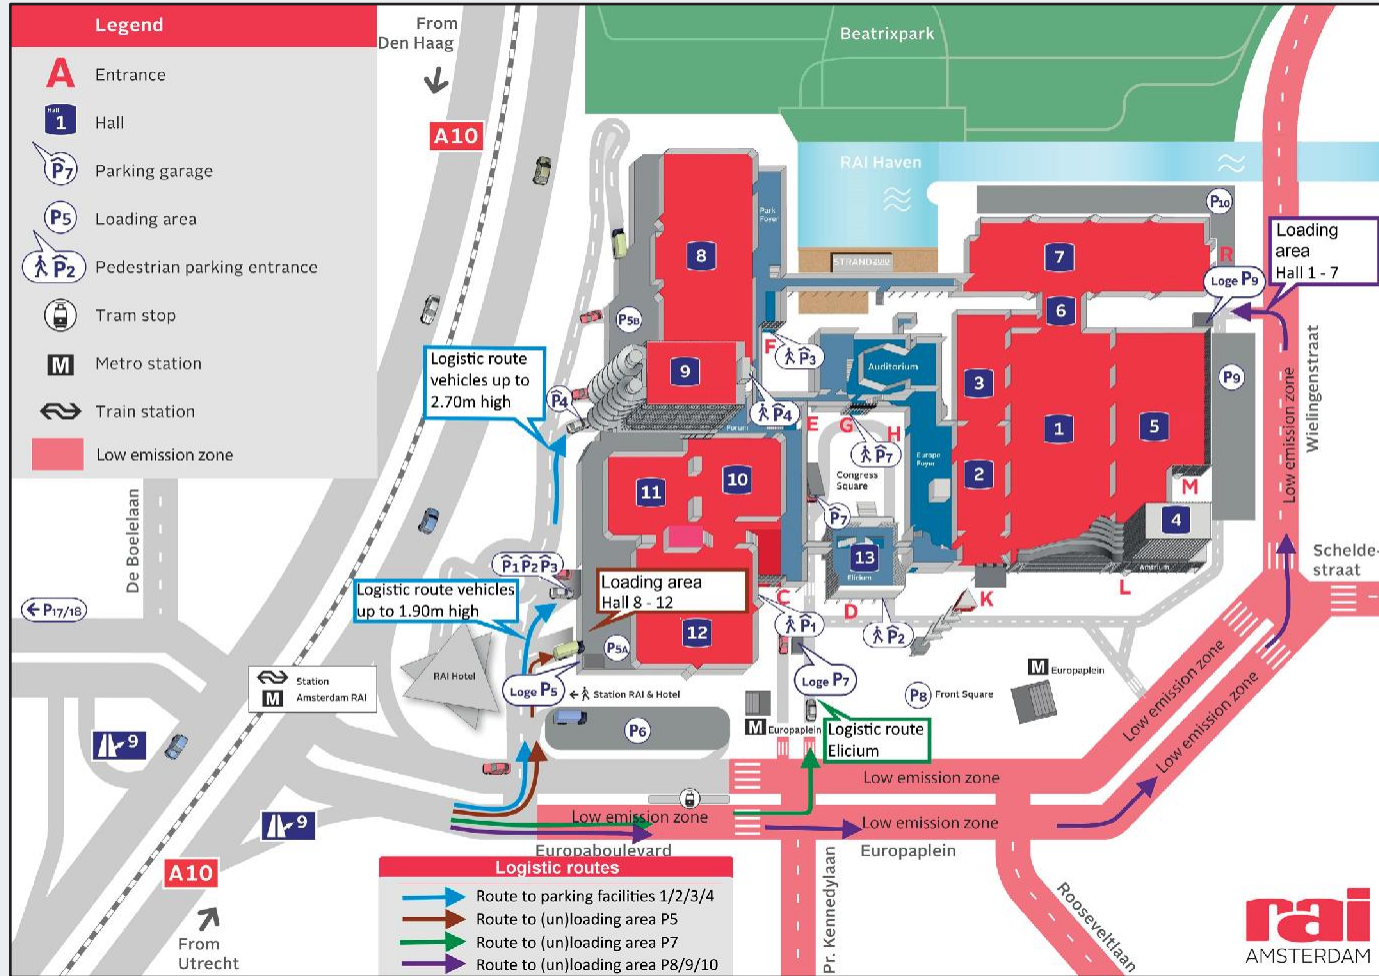 Legend
A Entrance
Hall 1 Hall
P7 Parking garage
P5 Loading area
P2 Pedestrian parking entrance
Tram stop
M Metro station
Train station
Low emission zone
From
Den Haag
A10
Beatrixpark
RAI Haven
STRANDZUID
Park
Foyer
8
7
6
P10
R
Loading
area
Hall 1 - 7
Loge P9
P5B
F
P3
9
P4
P4
Logistic route
vehicles up to
2.70m high
Auditorium
3
1
5
P9
Low emission zone
Wielingenstraat
Forum
E
G
H
P7
Europe
Foyer
Congress
Square
2
10
11
P7
M
4
Amtrium
13
Elicium
P1 P2 P3
Logistic route vehicles
up to 1.90m high
Loading area
Hall 8 - 12
C
D
K
L
P1
P2
12
P5A
De Boelelaan
P17/18
Schelde-
straat
RAI Hotel
Station
M Amsterdam RAI
Loge P5
Station RAI & Hotel
Loge P7
P8 Front Square
M Europaplein
P6
M Europaplein
Logistic route
Elicium
Low emission zone
Low emission zone
9
Low emission zone
Low emission zone
Low emission zone
9
Europaboulevard
Europaplein
A10
From
Utrecht
Pr. Kennedylaan
Rooseveltlaan
Logistic routes
Route to parking facilities 1/2/3/4
Route to (un)loading area P5
Route to (un)loading area P7
Route to (un)loading area P8/9/10
rai
AMSTERDAM